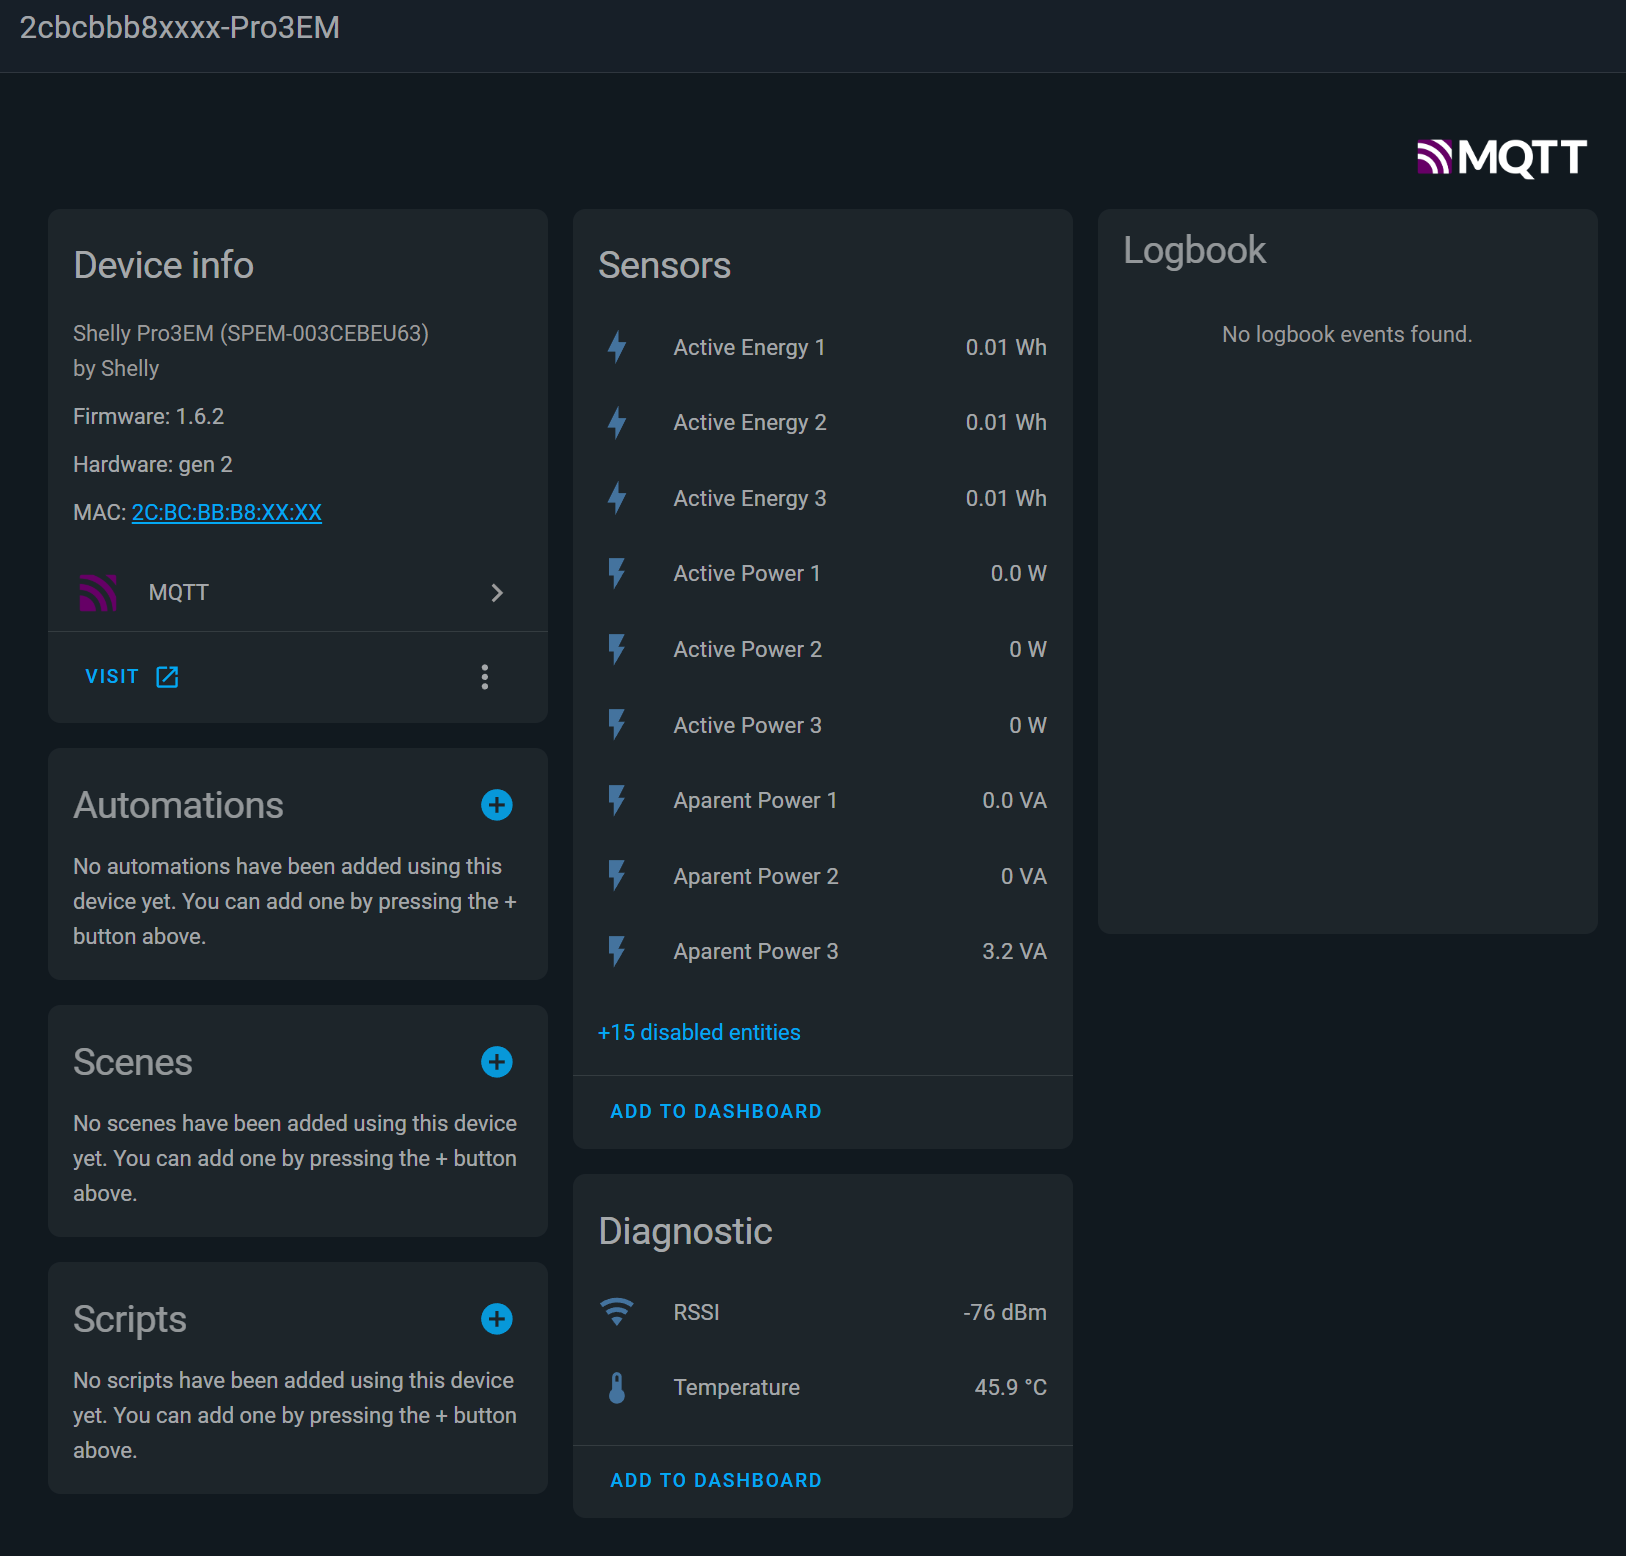 2cbcbbb8xxxx-Pro3EM
MQTT
Device info
Shelly Pro3EM (SPEM-003CEBEU63)
by Shelly
Firmware: 1.6.2
Hardware: gen 2
MAC: 2C:BC:BB:B8:XX:XX
MQTT
VISIT
Automations
No automations have been added using this
device yet. You can add one by pressing the +
button above.
Scenes
No scenes have been added using this device
yet. You can add one by pressing the + button
above.
Scripts
No scripts have been added using this device
yet. You can add one by pressing the + button
above.
Sensors
Active Energy 1 0.01 Wh
Active Energy 2 0.01 Wh
Active Energy 3 0.01 Wh
Active Power 1 0.0 W
Active Power 2 0 W
Active Power 3 0 W
Aparent Power 1 0.0 VA
Aparent Power 2 0 VA
Aparent Power 3 3.2 VA
+15 disabled entities
ADD TO DASHBOARD
Diagnostic
RSSI -76 dBm
Temperature 45.9 °C
ADD TO DASHBOARD
Logbook
No logbook events found.